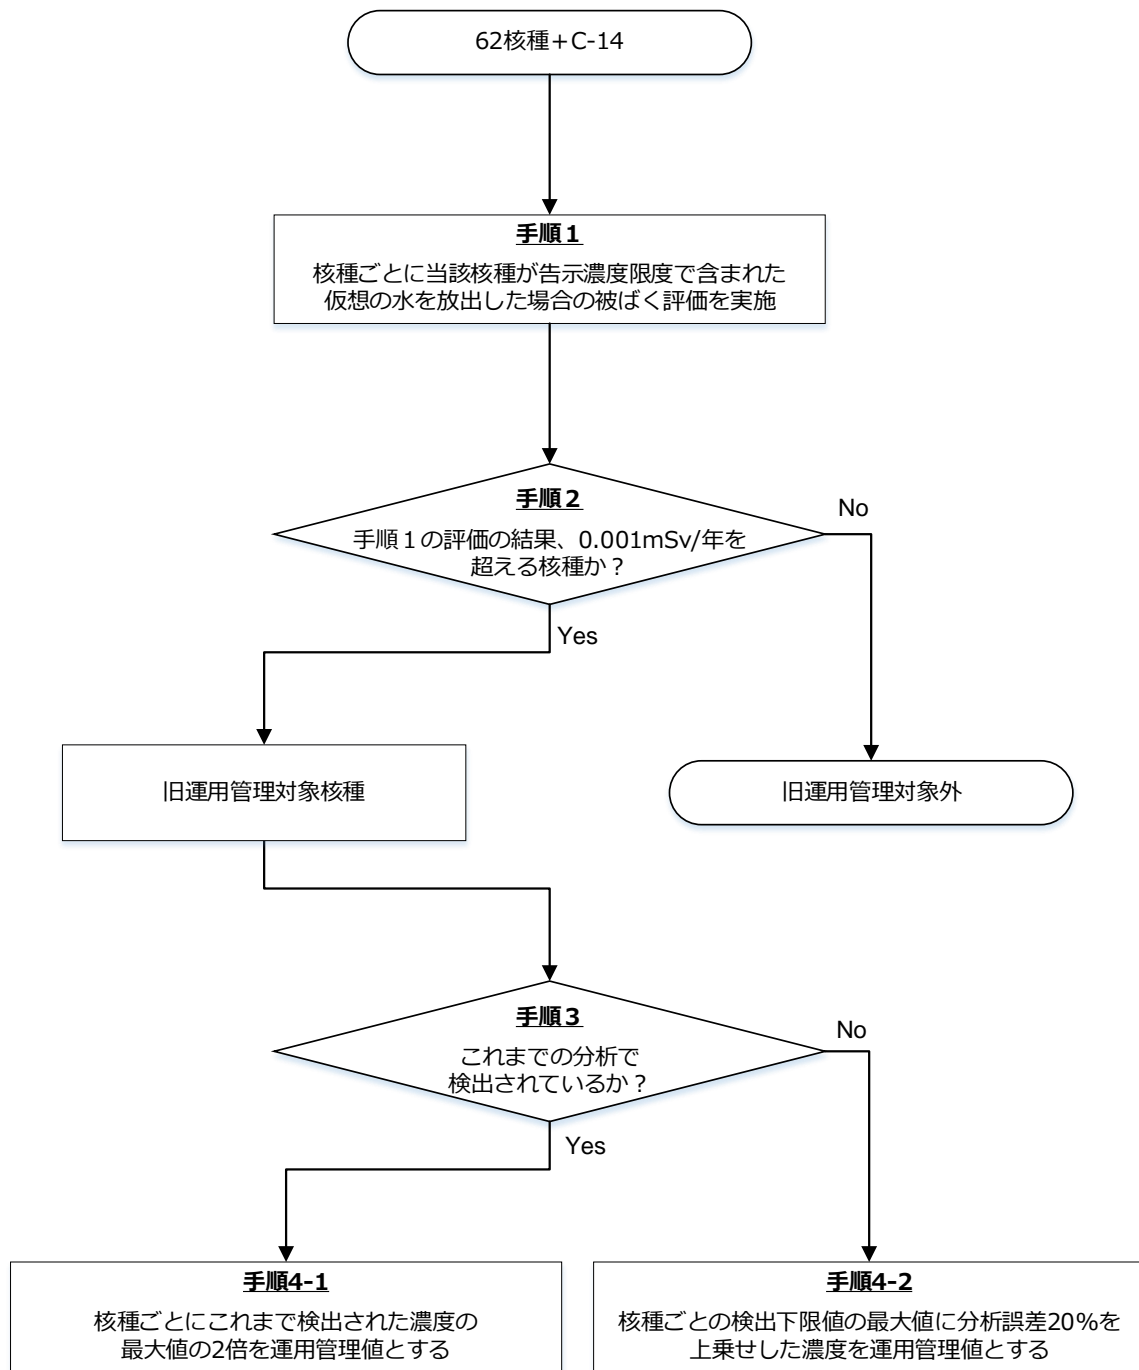 62核種＋C-14
手順１
核種ごとに当該核種が告示濃度限度で含まれた
仮想の水を放出した場合の被ばく評価を実施
手順２
手順１の評価の結果、0.001mSv/年を
超える核種か？
No
Yes
旧運用管理対象核種
旧運用管理対象外
手順３
これまでの分析で
検出されているか？
No
Yes
手順4-1
核種ごとにこれまで検出された濃度の
最大値の2倍を運用管理値とする
手順4-2
核種ごとの検出下限値の最大値に分析誤差20%を
上乗せした濃度を運用管理値とする